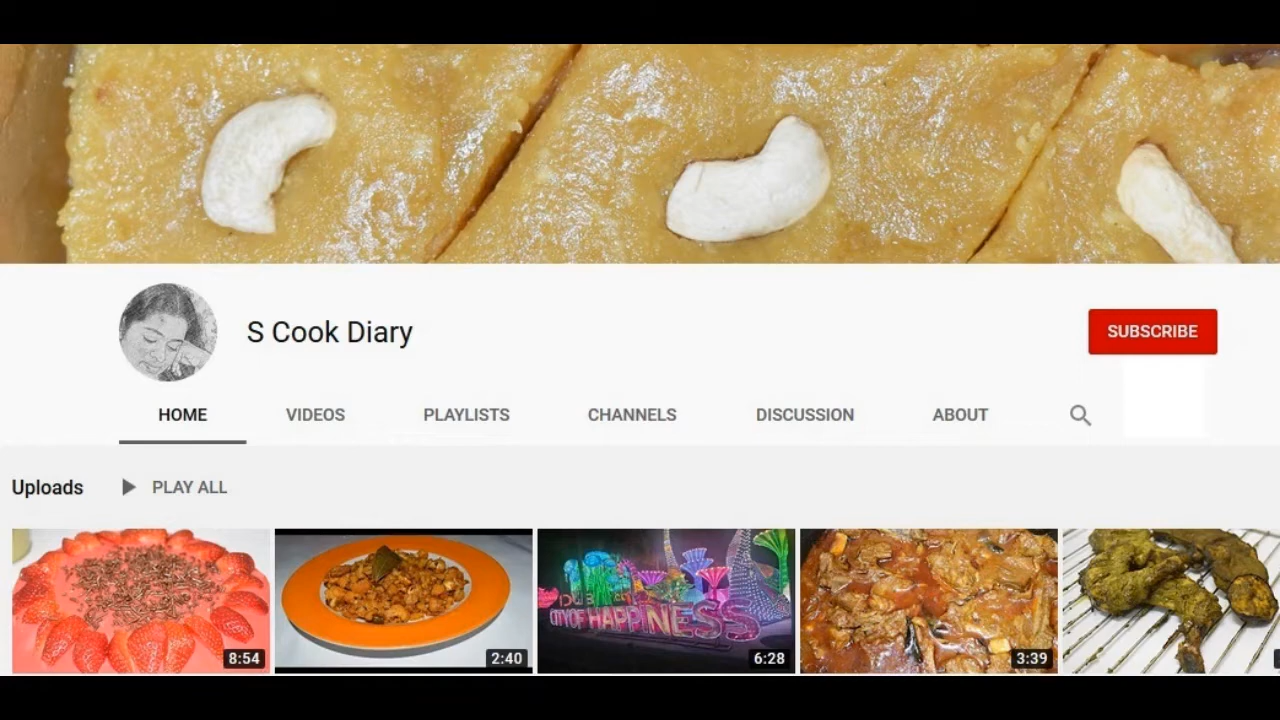 S Cook Diary
SUBSCRIBE
HOME VIDEOS PLAYLISTS CHANNELS DISCUSSION ABOUT
Uploads PLAY ALL
DUBAI
CITY OF HAPPINESS
8:54 2:40 6:28 3:39